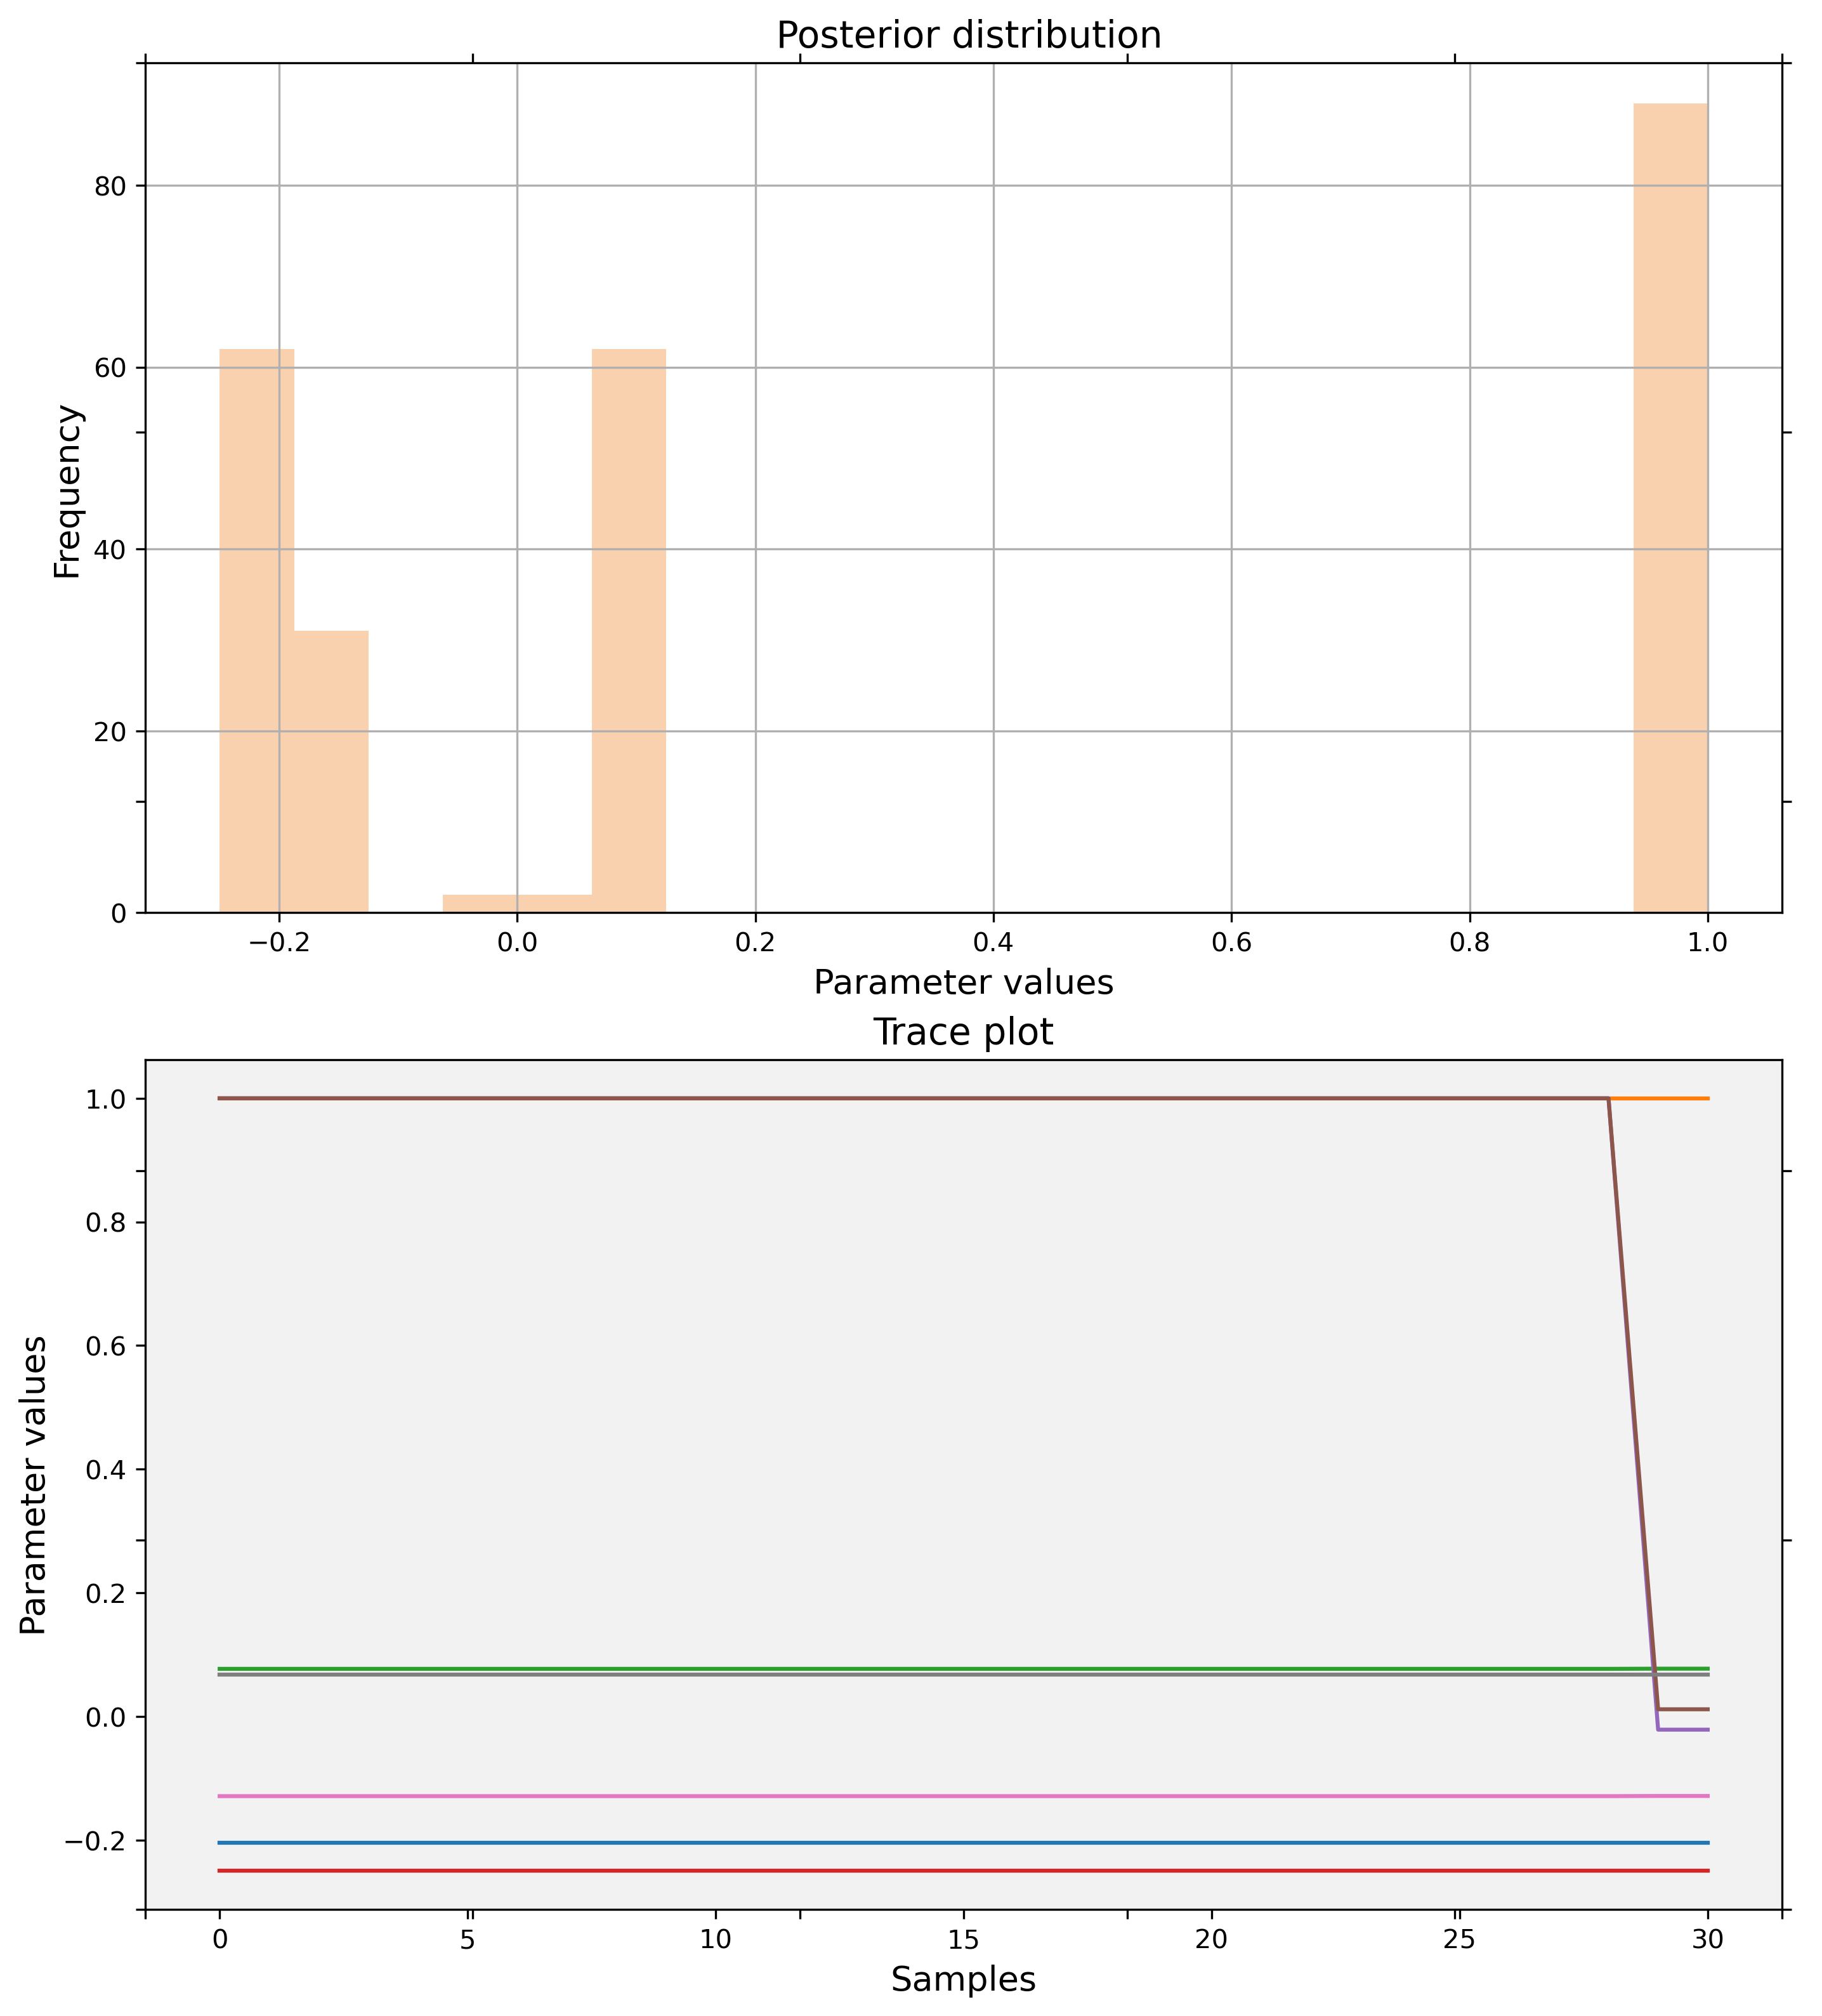 Posterior distribution
80
60
40
20
0
Frequency
−0.2 0.0 0.2 0.4 0.6 0.8 1.0
Parameter values
Trace plot
1.0
0.8
0.6
0.4
0.2
0.0
−0.2
Parameter values
0 5 10 15 20 25 30
Samples